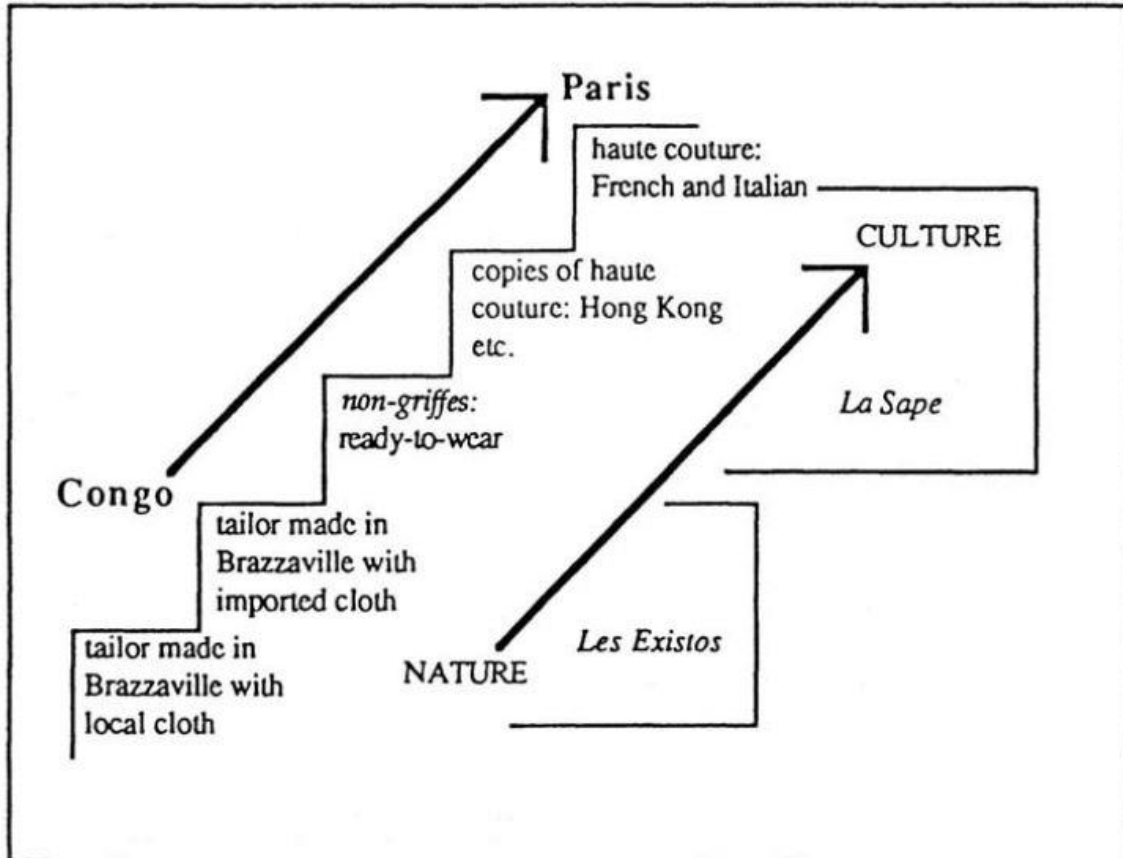 Paris
haute couture:
French and Italian
CULTURE
copies of haute
couture: Hong Kong
etc.
La Sape
non-griffes:
ready-to-wear
Congo
tailor made in
Brazzaville with
imported cloth
Les Existos
NATURE
tailor made in
Brazzaville with
local cloth